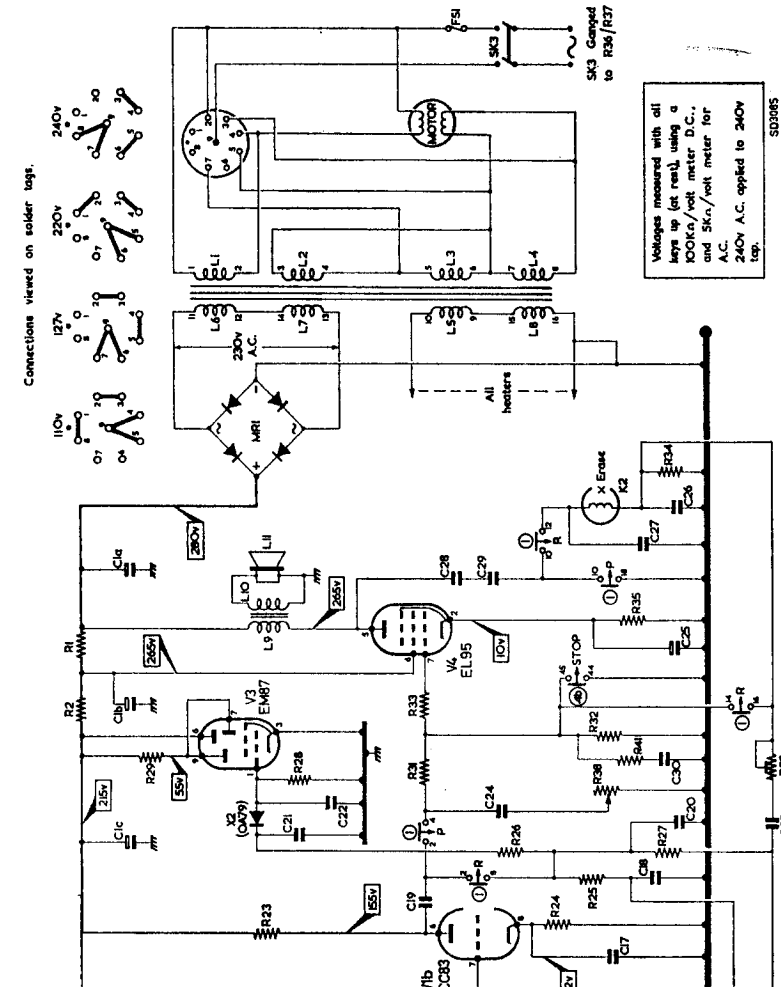 Connections viewed on solder tags.
110v
127v
220v
240v
FS1
SK3
SK3 Ganged
to R36/R37
MOTOR
L1
L2
L3
L4
L6
L7
L5
L8
230v
A.C.
MR1
All
heaters
Voltages measured with all
keys up (at rest), using a
100KΩ/volt meter D.C.,
and 5KΩ/volt meter for
A.C.
240v A.C. applied to 240v
tap.
SD3085
280v
C1a
L11
L10
L9
265v
265v
R1
R2
C1b
V3
EM87
R29
55v
215v
C1c
X2
(OA79)
R28
C21
C22
R23
155v
C28
C29
V4
EL95
10v
R33
R31
C24
R38
C19
R26
R25
R24
C17
C18
R27
C20
C30
R41
R32
STOP
C25
R35
C27
C26
R34
K2
x Erase
R
P
R
P
R
2v